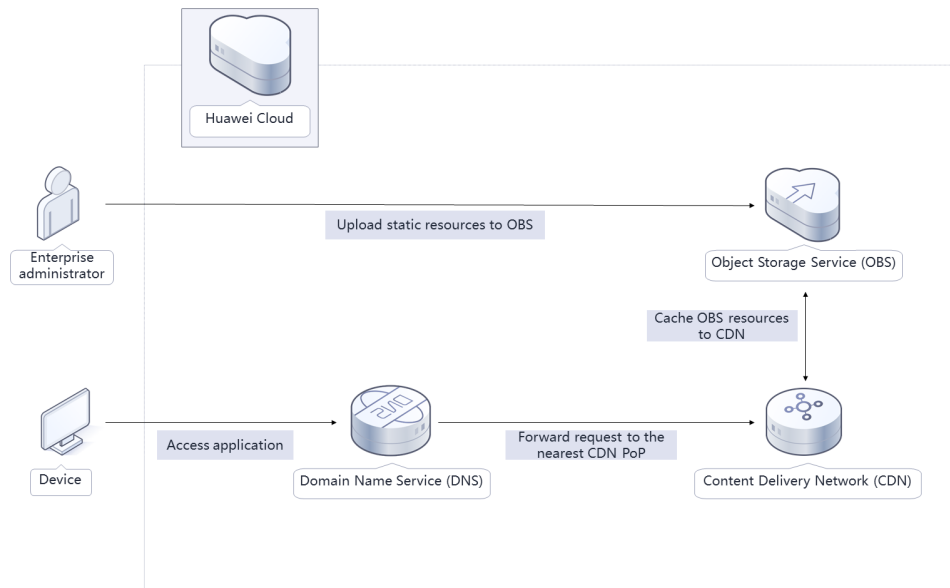 Huawei Cloud
Upload static resources to OBS
Enterprise
administrator
Object Storage Service (OBS)
Cache OBS resources
to CDN
DNS
Access application
Forward request to the
nearest CDN PoP
Device
Domain Name Service (DNS)
Content Delivery Network (CDN)